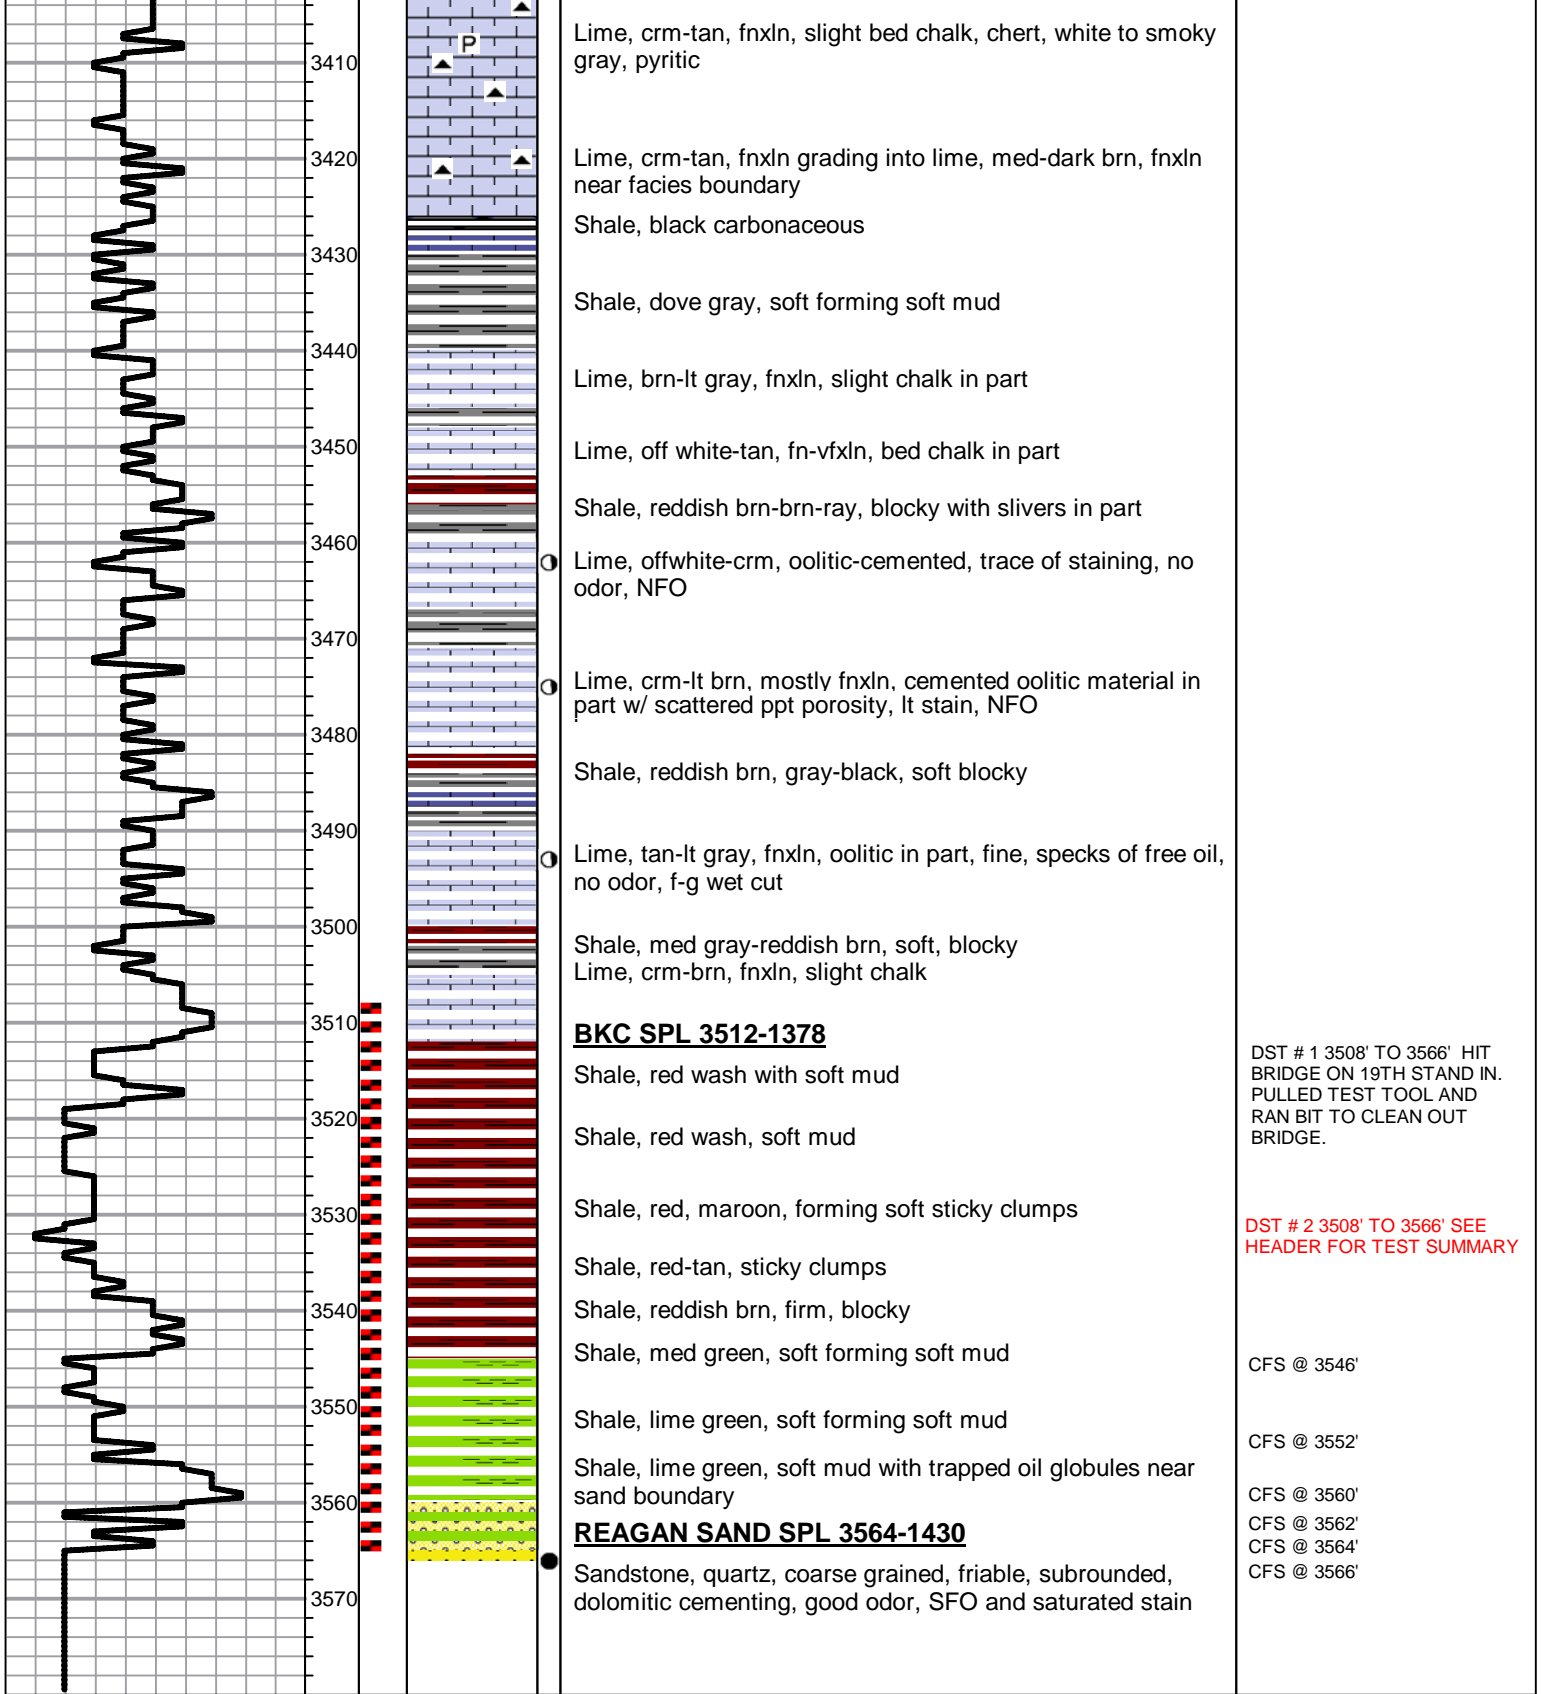 P
3410
3420
3430
3440
3450
3460
3470
3480
3490
3500
3510
3520
3530
3540
3550
3560
3570
Lime, crm-tan, fnxln, slight bed chalk, chert, white to smoky
gray, pyritic
Lime, crm-tan, fnxln grading into lime, med-dark brn, fnxln
near facies boundary
Shale, black carbonaceous
Shale, dove gray, soft forming soft mud
Lime, brn-lt gray, fnxln, slight chalk in part
Lime, off white-tan, fn-vfxln, bed chalk in part
Shale, reddish brn-brn-ray, blocky with slivers in part
Lime, offwhite-crm, oolitic-cemented, trace of staining, no
odor, NFO
Lime, crm-lt brn, mostly fnxln, cemented oolitic material in
part w/ scattered ppt porosity, lt stain, NFO
Shale, reddish brn, gray-black, soft blocky
Lime, tan-lt gray, fnxln, oolitic in part, fine, specks of free oil,
no odor, f-g wet cut
Shale, med gray-reddish brn, soft, blocky
Lime, crm-brn, fnxln, slight chalk
BKC SPL 3512-1378
Shale, red wash with soft mud
Shale, red wash, soft mud
Shale, red, maroon, forming soft sticky clumps
Shale, red-tan, sticky clumps
Shale, reddish brn, firm, blocky
Shale, med green, soft forming soft mud
Shale, lime green, soft forming soft mud
Shale, lime green, soft mud with trapped oil globules near
sand boundary
REAGAN SAND SPL 3564-1430
Sandstone, quartz, coarse grained, friable, subrounded,
dolomitic cementing, good odor, SFO and saturated stain
DST # 1 3508' TO 3566' HIT
BRIDGE ON 19TH STAND IN.
PULLED TEST TOOL AND
RAN BIT TO CLEAN OUT
BRIDGE.
DST # 2 3508' TO 3566' SEE
HEADER FOR TEST SUMMARY
CFS @ 3546'
CFS @ 3552'
CFS @ 3560'
CFS @ 3562'
CFS @ 3564'
CFS @ 3566'